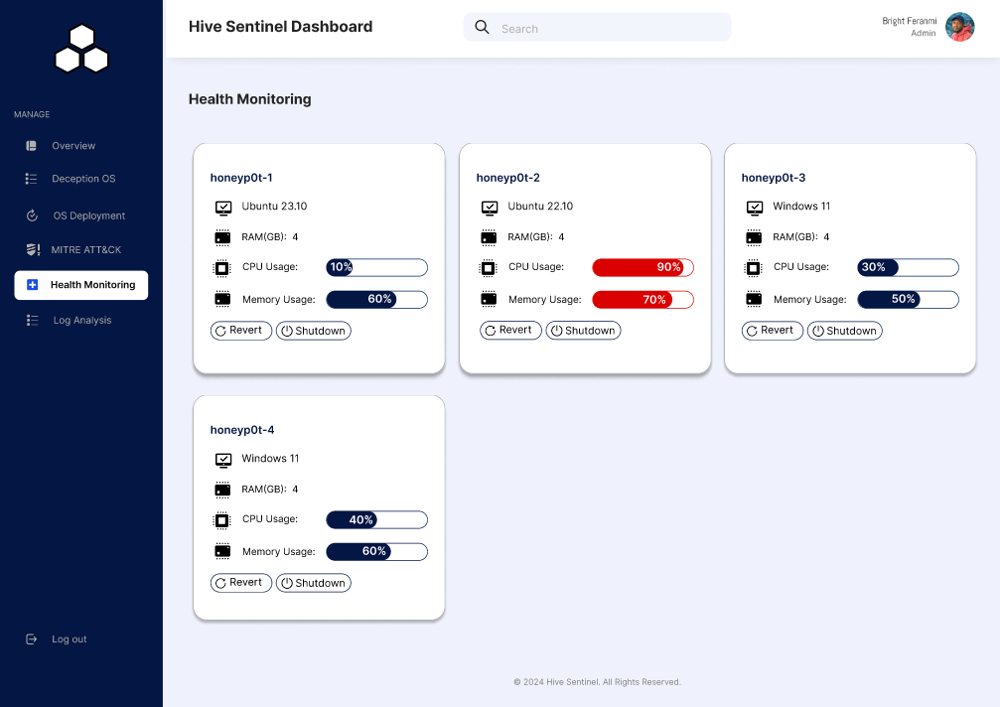 Hive Sentinel Dashboard
Search
Bright Feranmi
Admin
MANAGE
Overview
Deception OS
OS Deployment
MITRE ATT&CK
Health Monitoring
Log Analysis
Log out
Health Monitoring
honeyp0t-1
Ubuntu 23.10
RAM(GB): 4
CPU Usage: 10%
Memory Usage: 60%
Revert Shutdown
honeyp0t-2
Ubuntu 22.10
RAM(GB): 4
CPU Usage: 90%
Memory Usage: 70%
Revert Shutdown
honeyp0t-3
Windows 11
RAM(GB): 4
CPU Usage: 30%
Memory Usage: 50%
Revert Shutdown
honeyp0t-4
Windows 11
RAM(GB): 4
CPU Usage: 40%
Memory Usage: 60%
Revert Shutdown
© 2024 Hive Sentinel. All Rights Reserved.